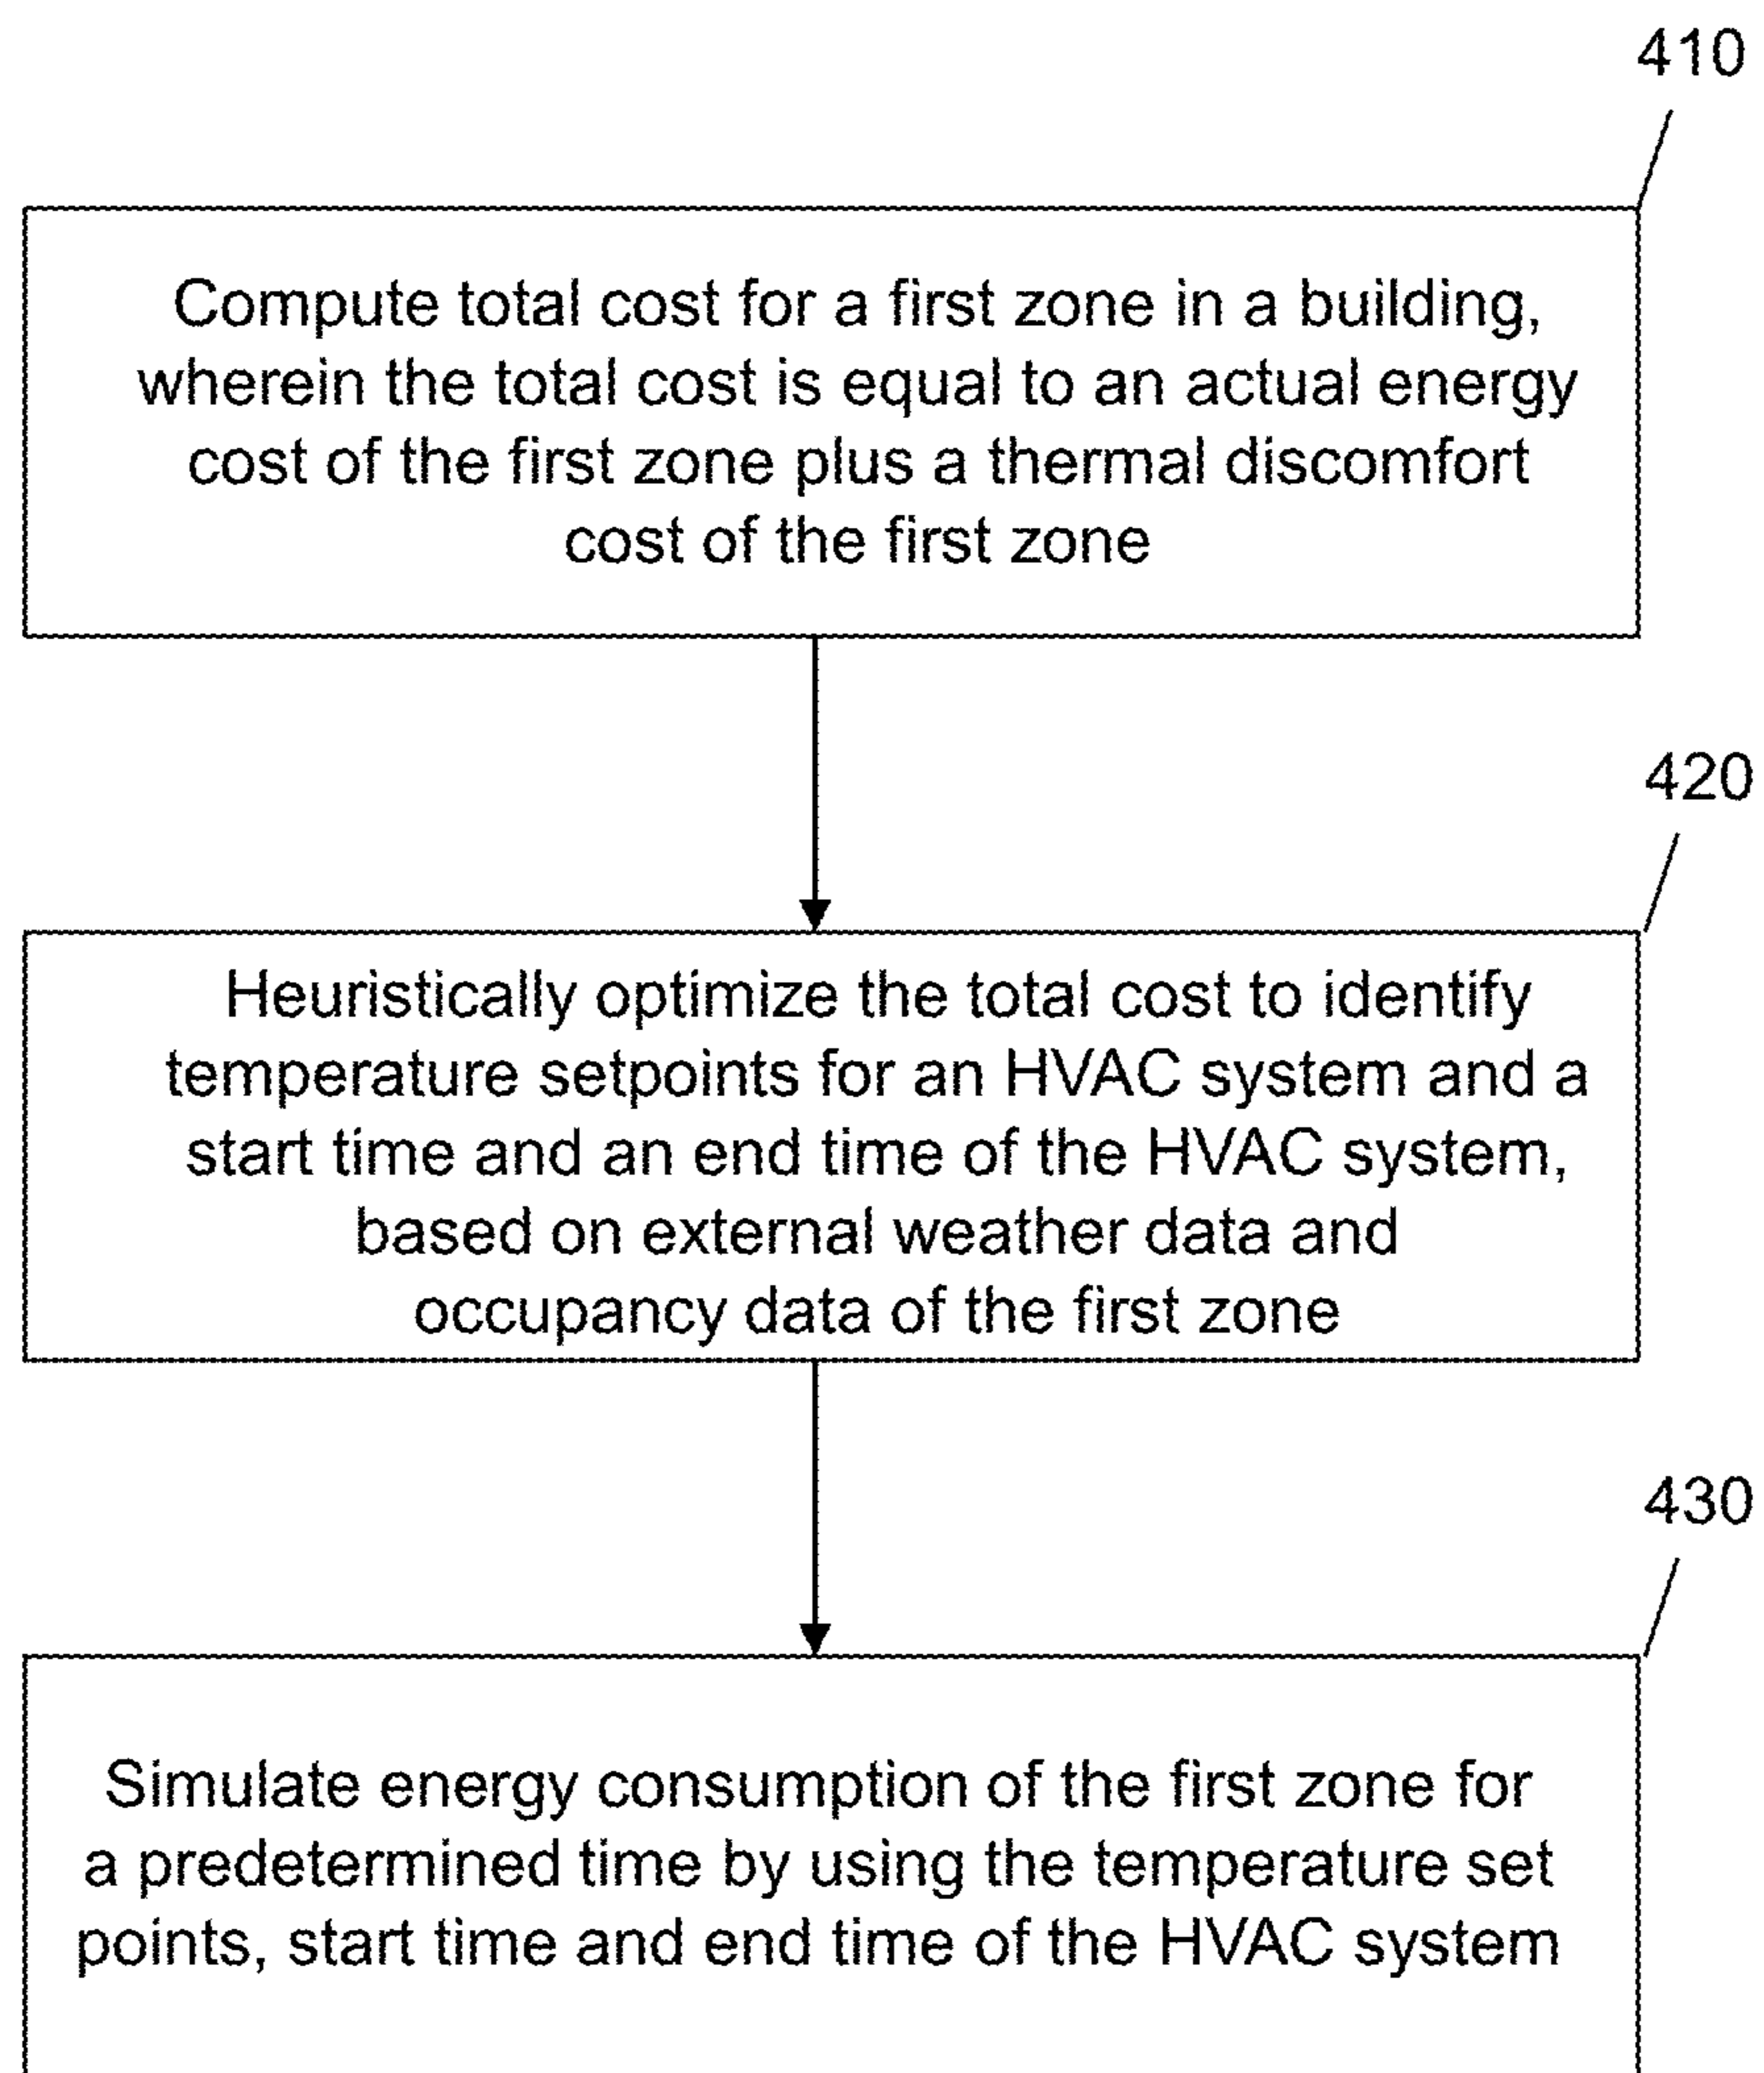 410
Compute total cost for a first zone in a building,
wherein the total cost is equal to an actual energy
cost of the first zone plus a thermal discomfort
cost of the first zone
420
Heuristically optimize the total cost to identify
temperature setpoints for an HVAC system and a
start time and an end time of the HVAC system,
based on external weather data and
occupancy data of the first zone
430
Simulate energy consumption of the first zone for
a predetermined time by using the temperature set
points, start time and end time of the HVAC system